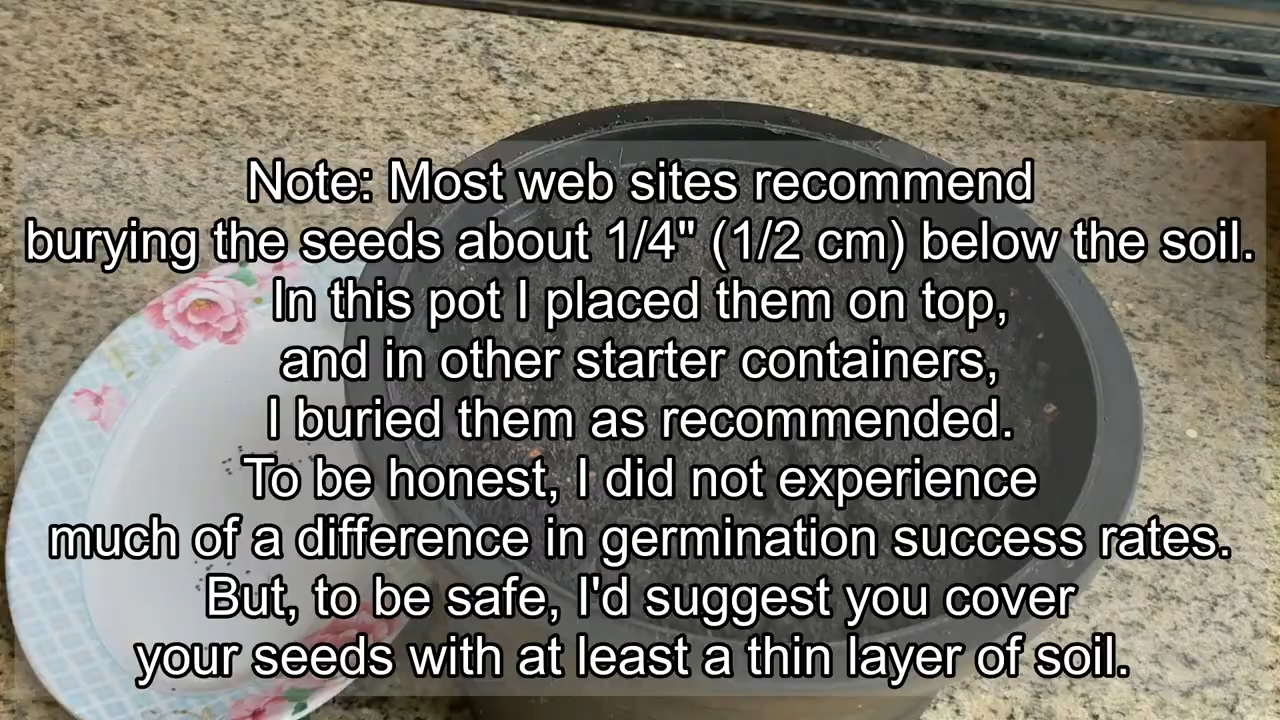 Note: Most web sites recommend
burying the seeds about 1/4" (1/2 cm) below the soil.
In this pot I placed them on top,
and in other starter containers,
I buried them as recommended.
To be honest, I did not experience
much of a difference in germination success rates.
But, to be safe, I'd suggest you cover
your seeds with at least a thin layer of soil.